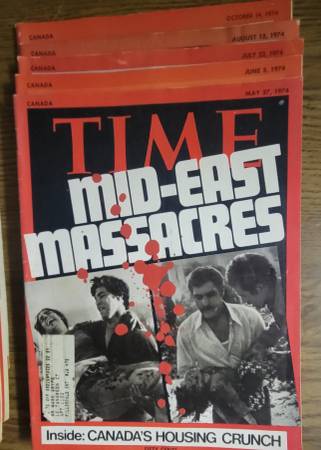 OCTOBER 14, 1974
CANADA
AUGUST 19, 1974
CANADA
JULY 22, 1974
CANADA
JUNE 3, 1974
CANADA
MAY 27, 1974
CANADA
TIME
MID-EAST
MASSACRES
Inside: CANADA'S HOUSING CRUNCH